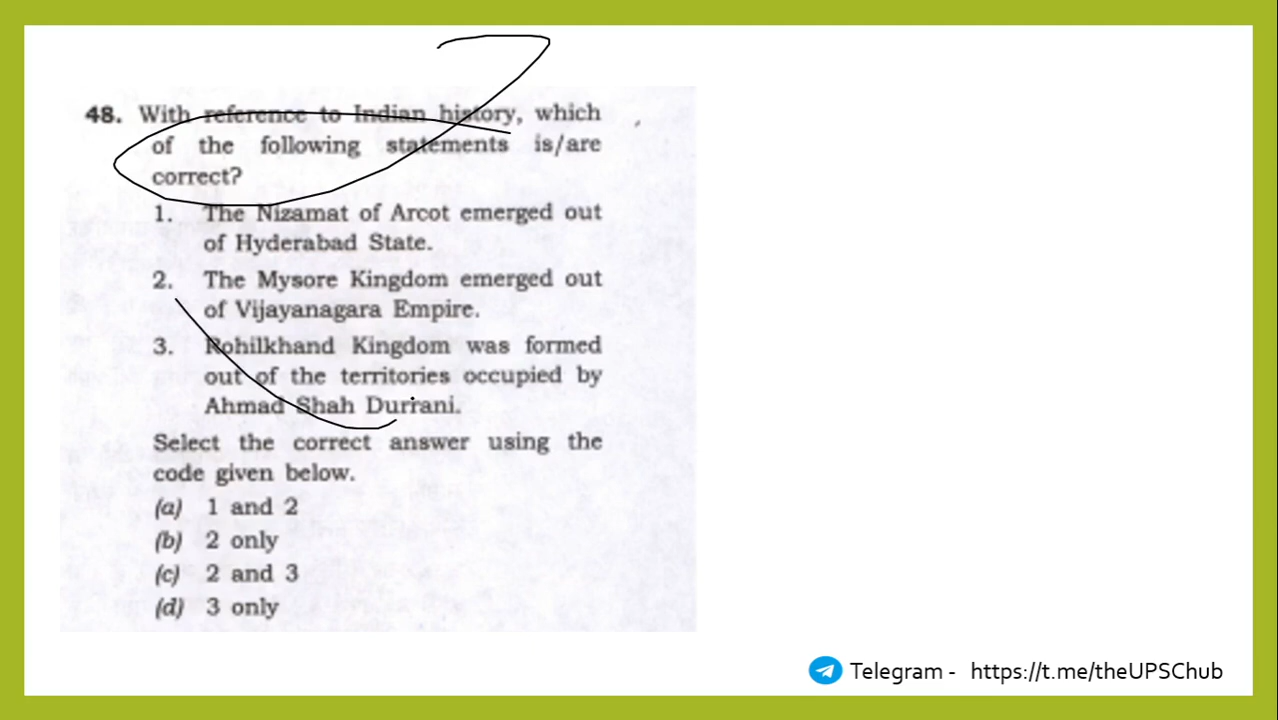 48. With reference to Indian history, which
of the following statements is/are
correct?
1. The Nizamat of Arcot emerged out
of Hyderabad State.
2. The Mysore Kingdom emerged out
of Vijayanagara Empire.
3. Rohilkhand Kingdom was formed
out of the territories occupied by
Ahmad Shah Durrani.
Select the correct answer using the
code given below.
(a) 1 and 2
(b) 2 only
(c) 2 and 3
(d) 3 only
Telegram - https://t.me/theUPSChub